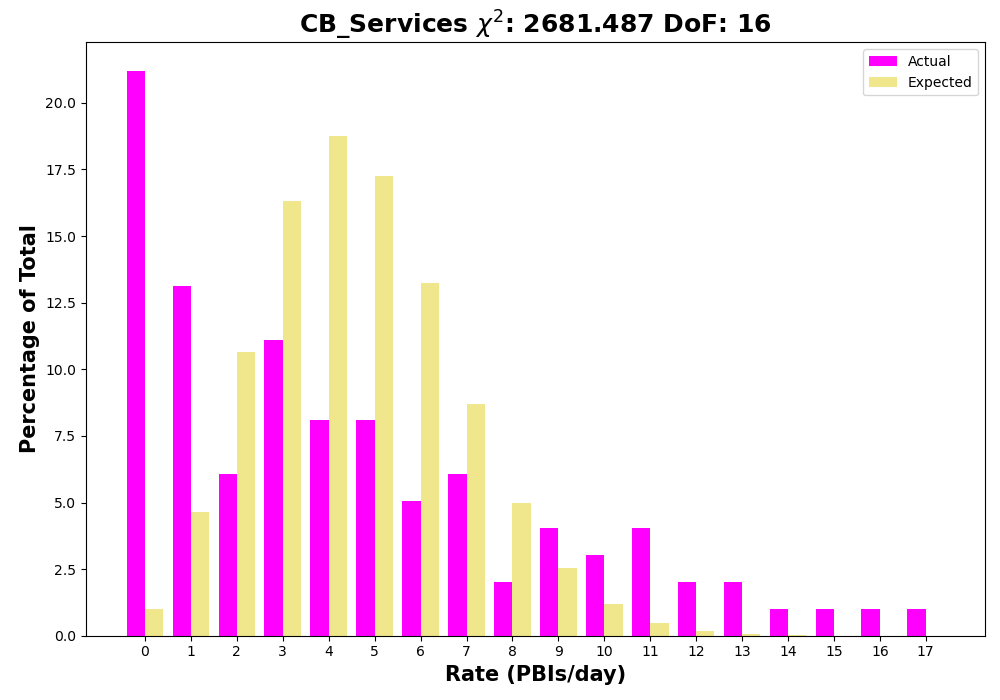 CB_Services χ²: 2681.487 DoF: 16
Actual
Expected
Percentage of Total
20.0
17.5
15.0
12.5
10.0
7.5
5.0
2.5
0.0
0 1 2 3 4 5 6 7 8 9 10 11 12 13 14 15 16 17
Rate (PBIs/day)